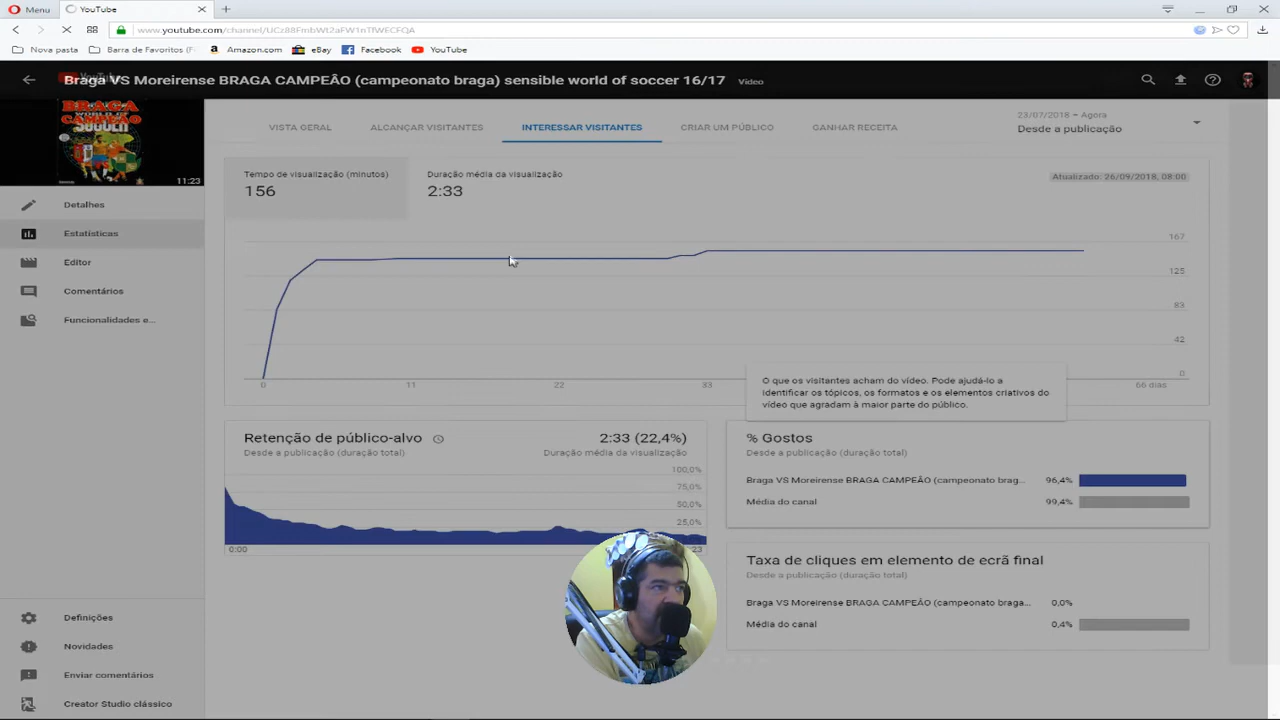 Menu
YouTube
www.youtube.com/channel/UCz88FmbWt2aFW1nTlWECFQA
Nova pasta
Barra de Favoritos (F
Amazon.com
eBay
Facebook
YouTube
Braga VS Moreirense BRAGA CAMPEÂO (campeonato braga) sensible world of soccer 16/17
Vídeo
BRAGA
CAMPEÃO
SOCCER
11:23
VISTA GERAL
ALCANÇAR VISITANTES
INTERESSAR VISITANTES
CRIAR UM PÚBLICO
GANHAR RECEITA
23/07/2018 – Agora
Desde a publicação
Detalhes
Estatísticas
Editor
Comentários
Funcionalidades e...
Tempo de visualização (minutos)
156
Duração média da visualização
2:33
Atualizado: 26/09/2018, 08:00
167
125
83
42
0
0
11
22
33
66 dias
O que os visitantes acham do vídeo. Pode ajudá-lo a
identificar os tópicos, os formatos e os elementos criativos do
vídeo que agradam à maior parte do público.
Retenção de público-alvo
2:33 (22,4%)
Desde a publicação (duração total)
Duração média da visualização
100,0%
75,0%
50,0%
25,0%
0:00
23
% Gostos
Desde a publicação (duração total)
Braga VS Moreirense BRAGA CAMPEÂO (campeonato brag...
96,4%
Média do canal
99,4%
Taxa de cliques em elemento de ecrã final
Desde a publicação (duração total)
Braga VS Moreirense BRAGA CAMPEÂO (campeonato braga...
0,0%
Média do canal
0,4%
Definições
Novidades
Enviar comentários
Creator Studio clássico